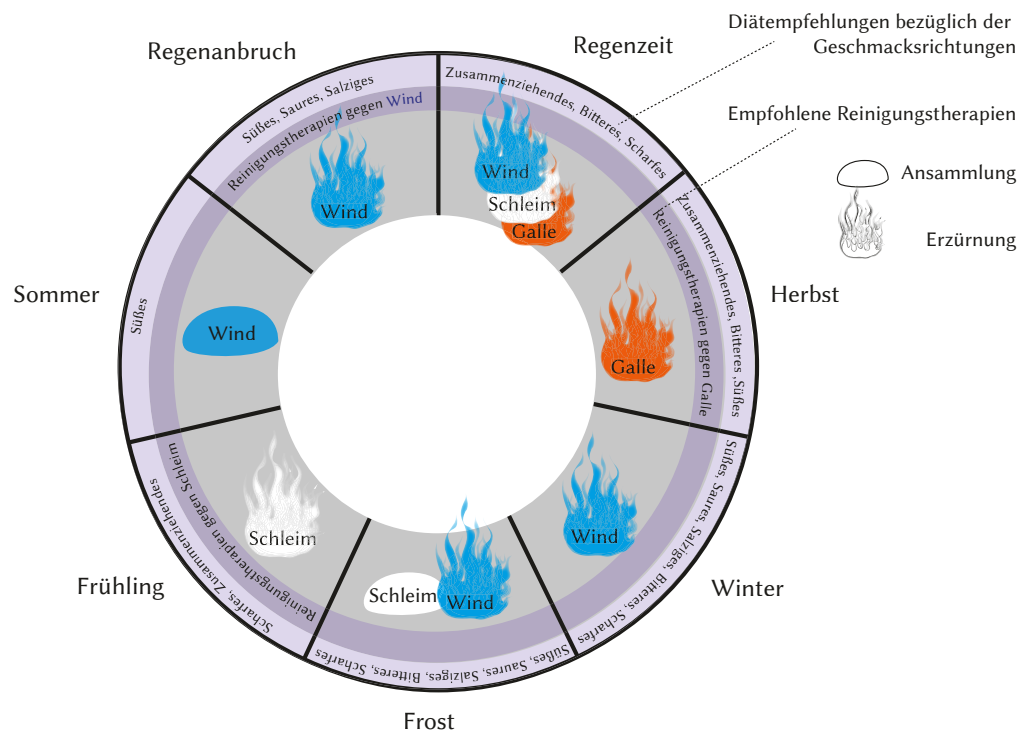 Diätempfehlungen bezüglich der
Geschmacksrichtungen
Empfohlene Reinigungstherapien
Ansammlung
Erzürnung
Regenanbruch
Süßes, Saures, Salziges
Reinigungstherapien gegen Wind
Wind
Regenzeit
Zusammenziehendes, Bitteres, Scharfes
Wind
Schleim
Galle
Herbst
Zusammenziehendes, Bitteres ,Süßes
Reinigungstherapien gegen Galle
Galle
Winter
Süßes, Saures, Salziges, Bitteres, Scharfes
Wind
Frost
Süßes, Saures, Salziges, Bitteres, Scharfes
Schleim
Wind
Frühling
Scharfes, Zusammenziehendes
Reinigungstherapien gegen Schleim
Schleim
Sommer
Süßes
Wind